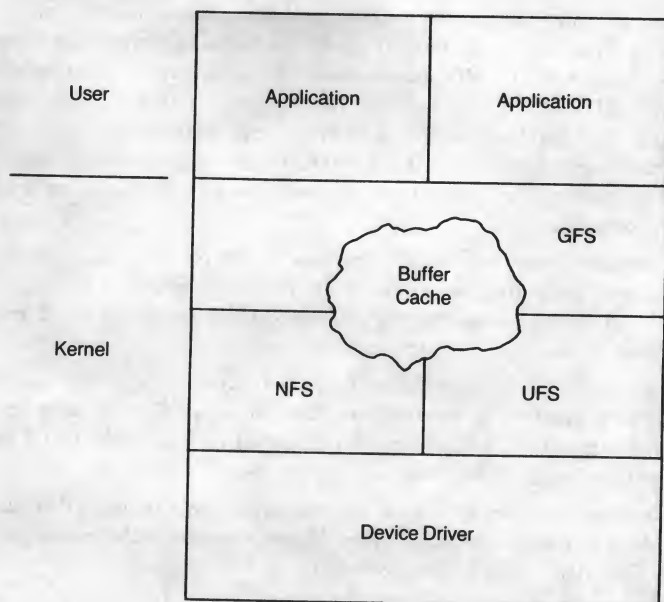 User
Application
Application
GFS
Buffer
Cache
Kernel
NFS
UFS
Device Driver